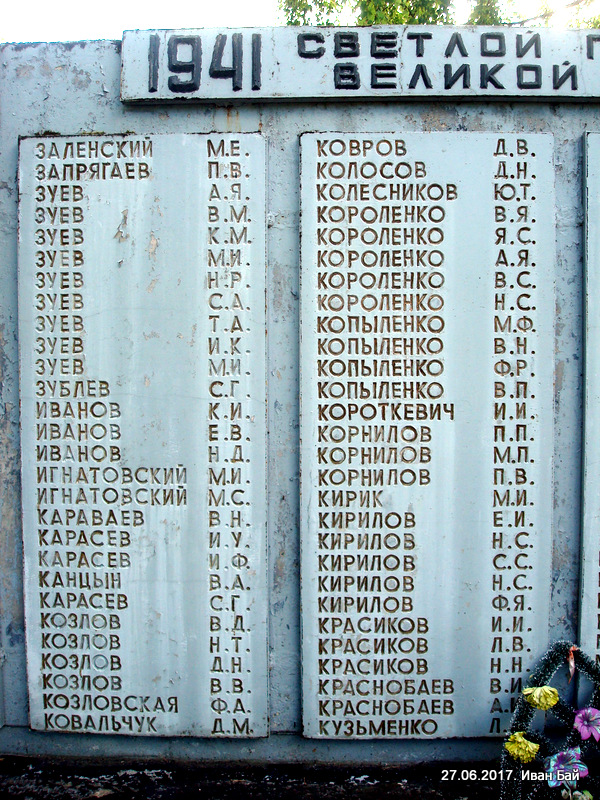 1941 СВЕТЛОЙ П
ВЕЛИКОЙ
ЗАЛЕНСКИЙ М.Е.
ЗАПРЯГАЕВ П.В.
ЗУЕВ А.Я.
ЗУЕВ В.М.
ЗУЕВ К.М.
ЗУЕВ М.И.
ЗУЕВ Н.Р.
ЗУЕВ С.А.
ЗУЕВ Т.А.
ЗУЕВ И.К.
ЗУЕВ М.И.
ЗУБЛЕВ С.Г.
ИВАНОВ К.И.
ИВАНОВ Е.В.
ИВАНОВ Н.Д.
ИГНАТОВСКИЙ М.И.
ИГНАТОВСКИЙ М.С.
КАРАВАЕВ В.Н.
КАРАСЕВ И.У.
КАРАСЕВ И.Ф.
КАНЦЫН В.А.
КАРАСЕВ С.Г.
КОЗЛОВ В.Д.
КОЗЛОВ Н.Т.
КОЗЛОВ Д.Н.
КОЗЛОВ В.В.
КОЗЛОВСКАЯ Ф.А.
КОВАЛЬЧУК Д.М.
КОВРОВ Д.В.
КОЛОСОВ Д.Н.
КОЛЕСНИКОВ Ю.Т.
КОРОЛЕНКО В.Я.
КОРОЛЕНКО Я.С.
КОРОЛЕНКО А.Я.
КОРОЛЕНКО В.С.
КОРОЛЕНКО Н.С.
КОПЫЛЕНКО М.Ф.
КОПЫЛЕНКО В.Н.
КОПЫЛЕНКО Ф.Р.
КОПЫЛЕНКО В.П.
КОРОТКЕВИЧ И.И.
КОРНИЛОВ П.П.
КОРНИЛОВ М.П.
КОРНИЛОВ П.В.
КИРИК М.И.
КИРИЛОВ Е.И.
КИРИЛОВ Н.С.
КИРИЛОВ С.С.
КИРИЛОВ Н.С.
КИРИЛОВ Ф.Я.
КРАСИКОВ И.И.
КРАСИКОВ Л.В.
КРАСИКОВ Н.Н.
КРАСНОБАЕВ В.И
КРАСНОБАЕВ А.
КУЗЬМЕНКО
27.06.2017. Иван Бай